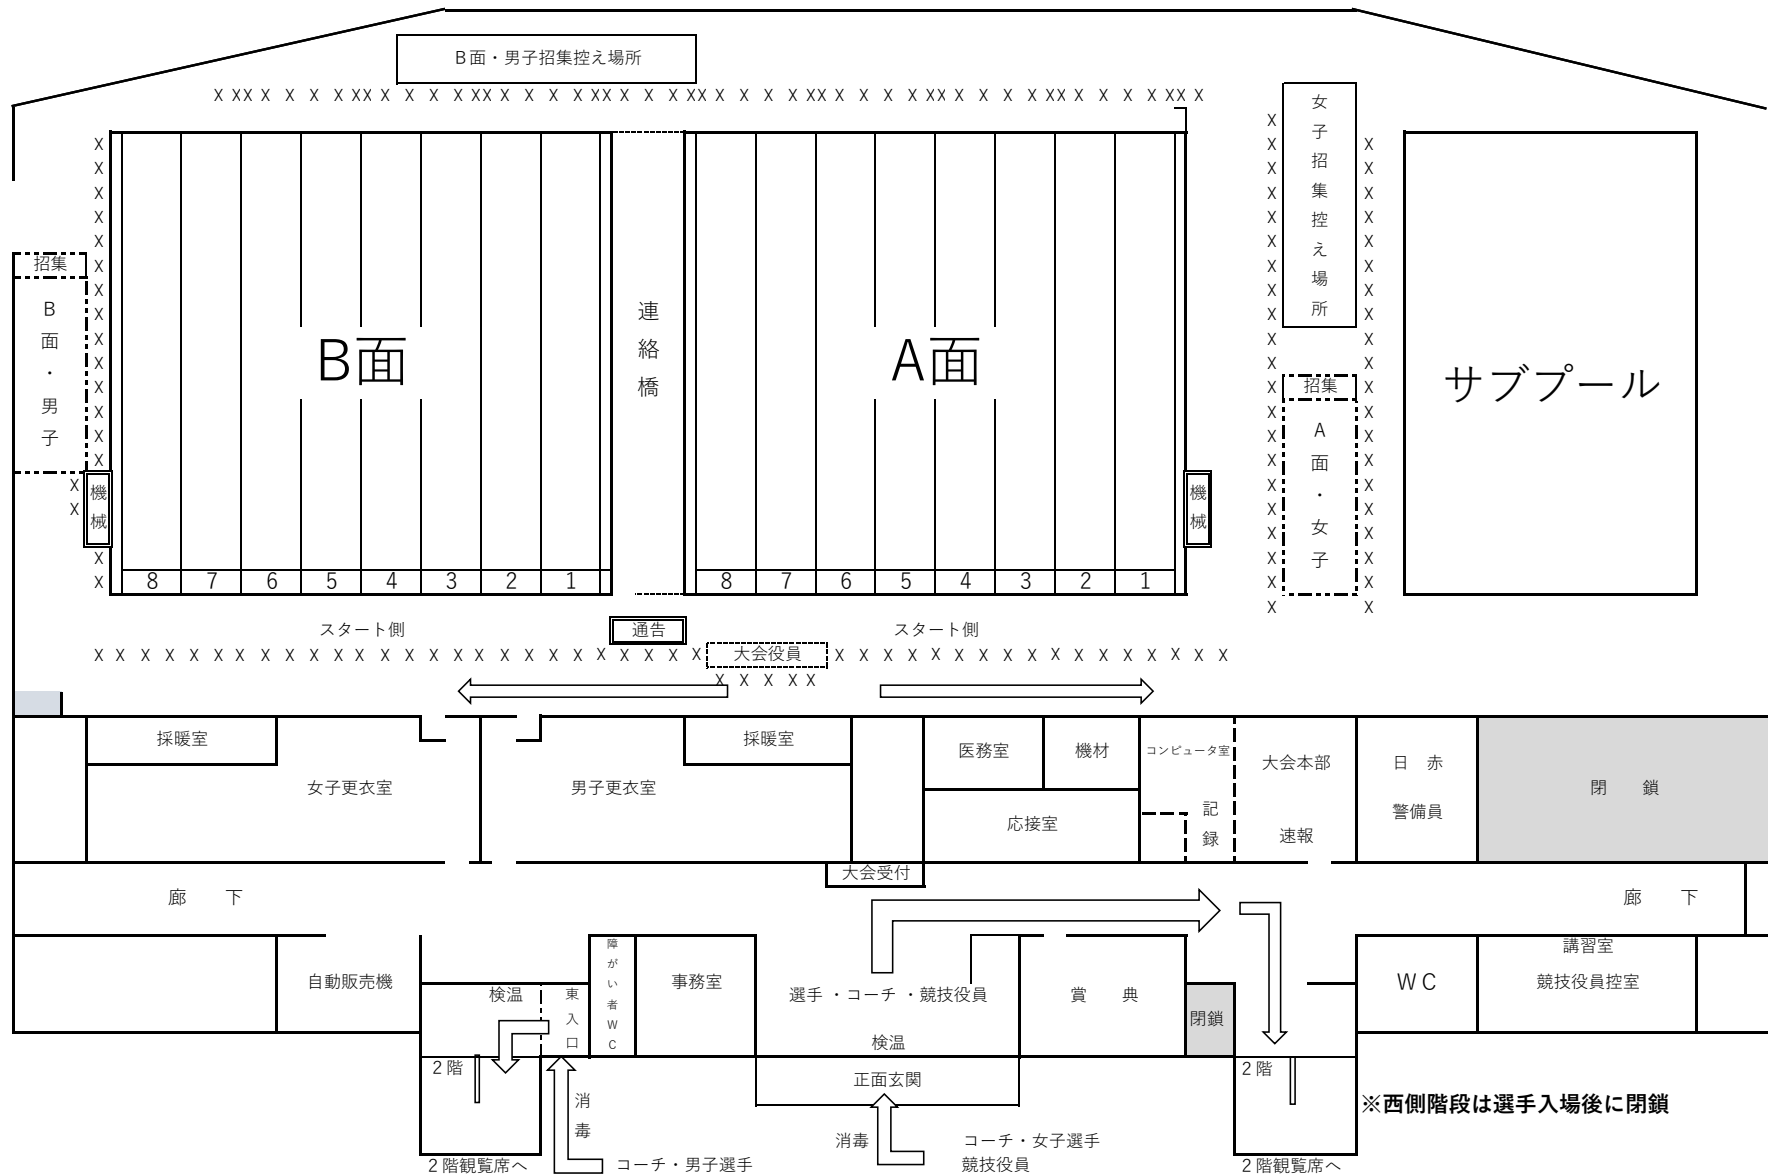 B面・男子招集控え場所
X XX X X X X XX X X X X XX X X X X XX X X X XX X X X X XX X X X X XX X X X X XX X X X XX X
女子招集控え場所
招集
B面・男子
機械
B面
連絡橋
A面
機械
招集
A面・女子
サブプール
8 7 6 5 4 3 2 1
8 7 6 5 4 3 2 1
スタート側
通告
スタート側
大会役員
X X X X X
採暖室
女子更衣室
男子更衣室
採暖室
医務室
機材
応接室
コンピュータ室
記録
大会本部
速報
日 赤
警備員
閉 鎖
大会受付
廊 下
廊 下
自動販売機
検温
東入口
障がい者WC
事務室
選手 ・コーチ ・競技役員
検温
賞 典
閉鎖
WC
講習室
競技役員控室
2階
正面玄関
2階
※西側階段は選手入場後に閉鎖
消毒
消毒
コーチ・女子選手
競技役員
2階観覧席へ
コーチ・男子選手
2階観覧席へ